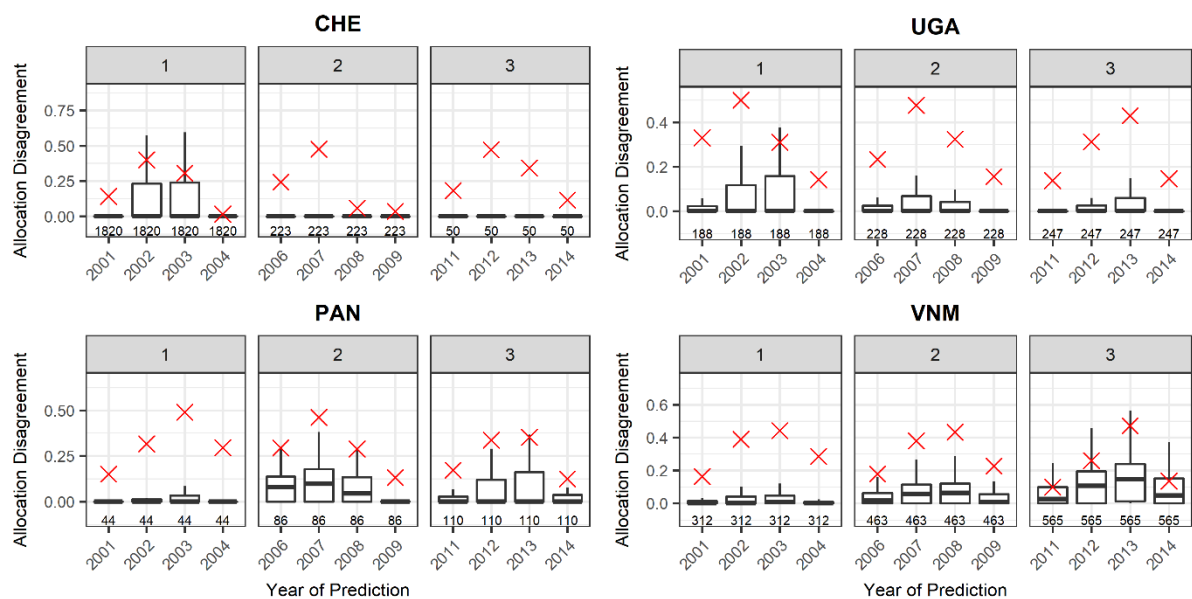 CHE
1 2 3
Allocation Disagreement
0.75
0.50
0.25
0.00
1820 1820 1820 1820 223 223 223 223 50 50 50 50
2001 2002 2003 2004 2006 2007 2008 2009 2011 2012 2013 2014
UGA
1 2 3
Allocation Disagreement
0.4
0.2
0.0
188 188 188 188 228 228 228 228 247 247 247 247
2001 2002 2003 2004 2006 2007 2008 2009 2011 2012 2013 2014
PAN
1 2 3
Allocation Disagreement
0.50
0.25
0.00
44 44 44 44 86 86 86 86 110 110 110 110
2001 2002 2003 2004 2006 2007 2008 2009 2011 2012 2013 2014
Year of Prediction
VNM
1 2 3
Allocation Disagreement
0.6
0.4
0.2
0.0
312 312 312 312 463 463 463 463 565 565 565 565
2001 2002 2003 2004 2006 2007 2008 2009 2011 2012 2013 2014
Year of Prediction